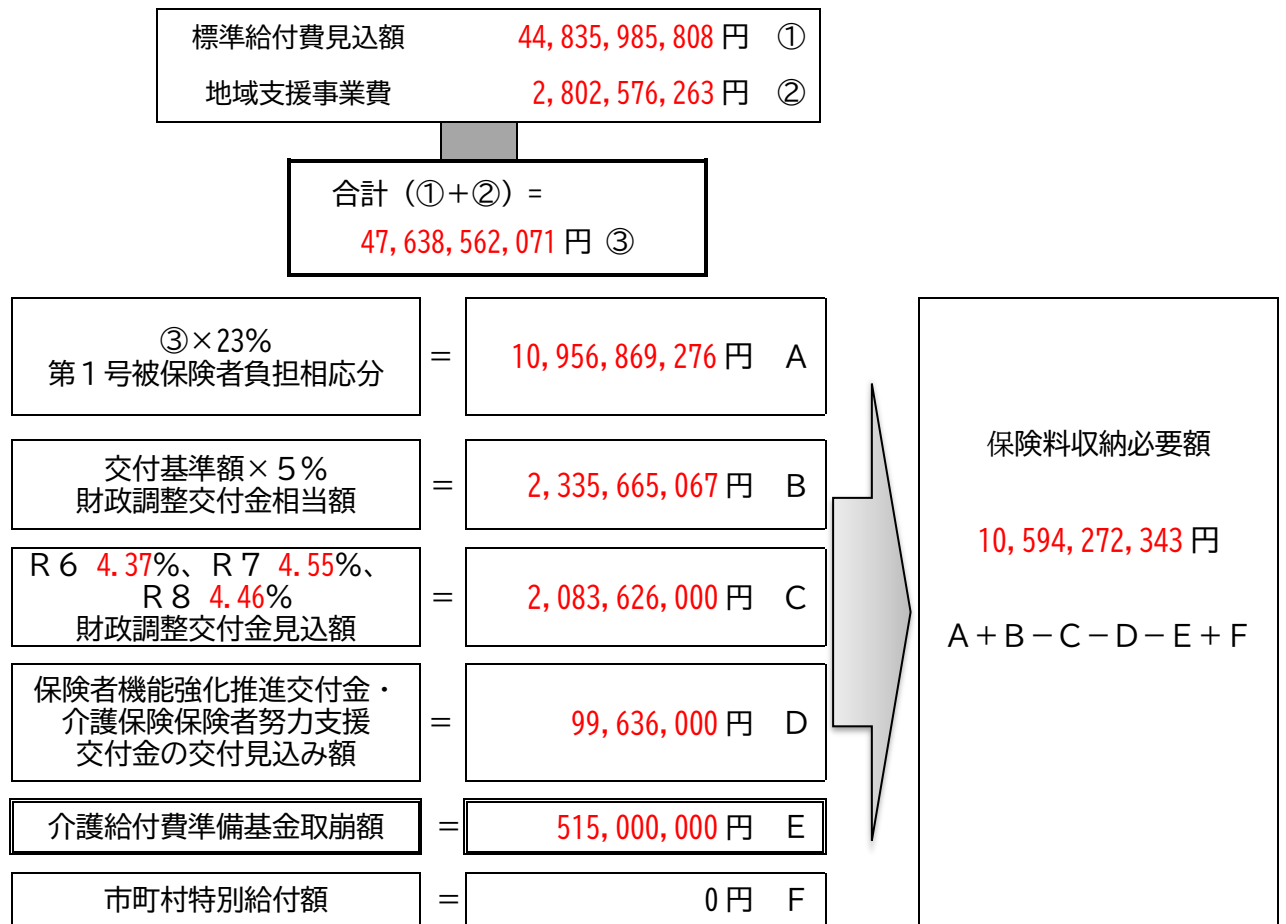 標準給付費見込額 44,835,985,808 円 ①
地域支援事業費 2,802,576,263 円 ②
合計（①＋②）=
47,638,562,071 円 ③
③×23%
第１号被保険者負担相応分
＝
10,956,869,276 円 A
交付基準額×５％
財政調整交付金相当額
＝
2,335,665,067 円 B
Ｒ６ 4.37%、Ｒ７ 4.55%、
Ｒ８ 4.46%
財政調整交付金見込額
＝
2,083,626,000 円 C
保険者機能強化推進交付金・
介護保険保険者努力支援
交付金の交付見込み額
＝
99,636,000 円 D
介護給付費準備基金取崩額
＝
515,000,000 円 E
市町村特別給付額
＝
0 円 F
保険料収納必要額
10,594,272,343 円
A＋B－C－D－E＋F